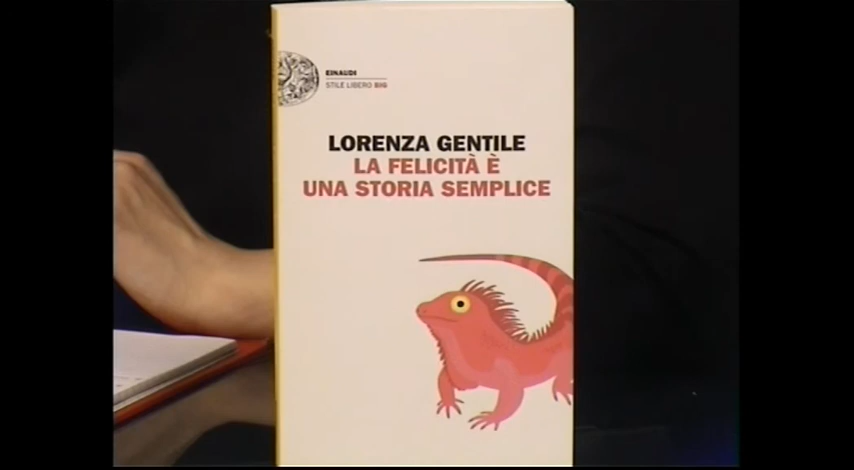 EINAUDI
STILE LIBERO BIG
LORENZA GENTILE
LA FELICITÀ È
UNA STORIA SEMPLICE